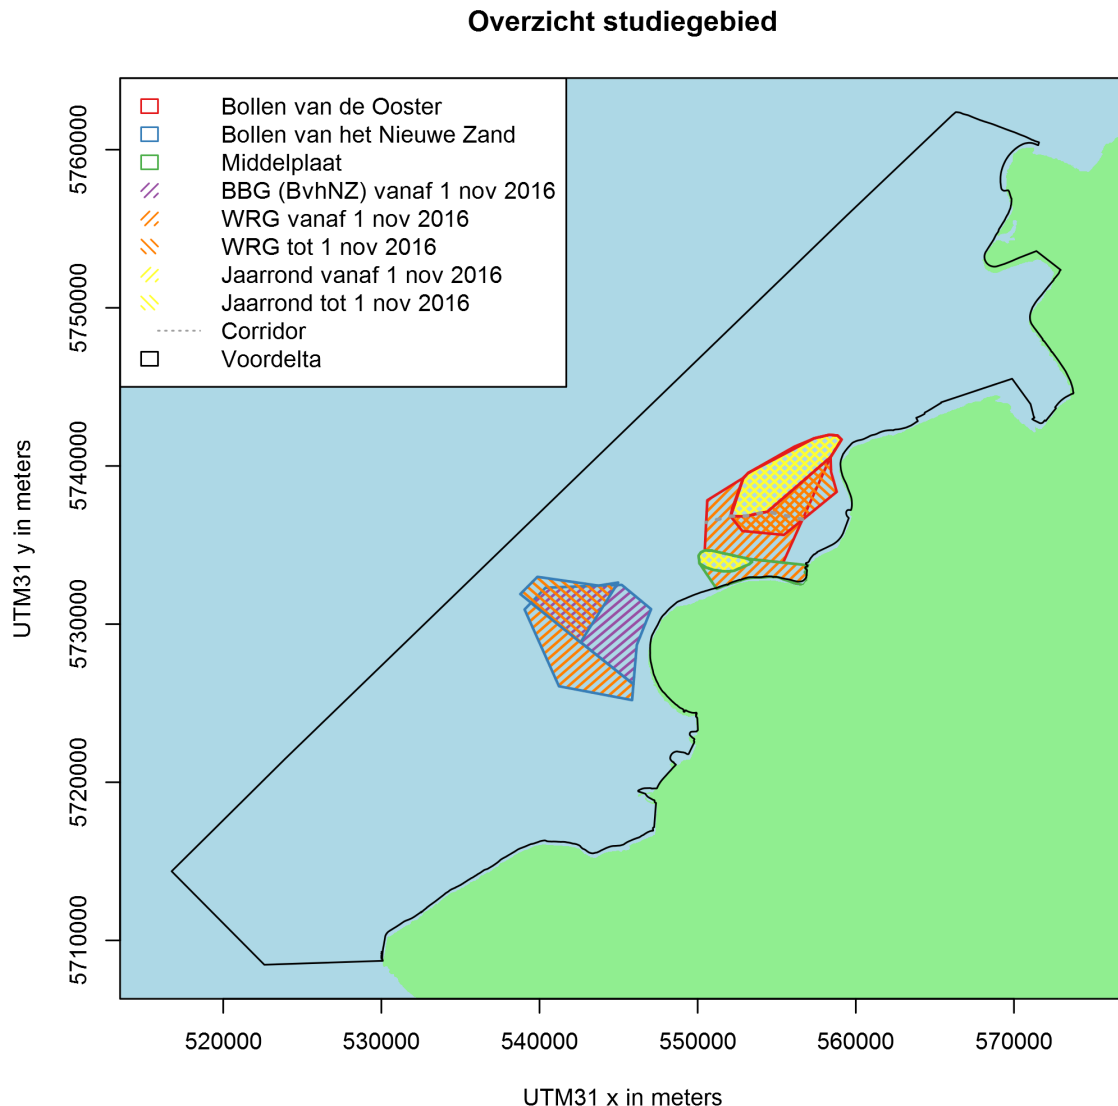 Overzicht studiegebied
Bollen van de Ooster
Bollen van het Nieuwe Zand
Middelplaat
BBG (BvhNZ) vanaf 1 nov 2016
WRG vanaf 1 nov 2016
WRG tot 1 nov 2016
Jaarrond vanaf 1 nov 2016
Jaarrond tot 1 nov 2016
Corridor
Voordelta
UTM31 y in meters
5760000
5750000
5740000
5730000
5720000
5710000
520000
530000
540000
550000
560000
570000
UTM31 x in meters